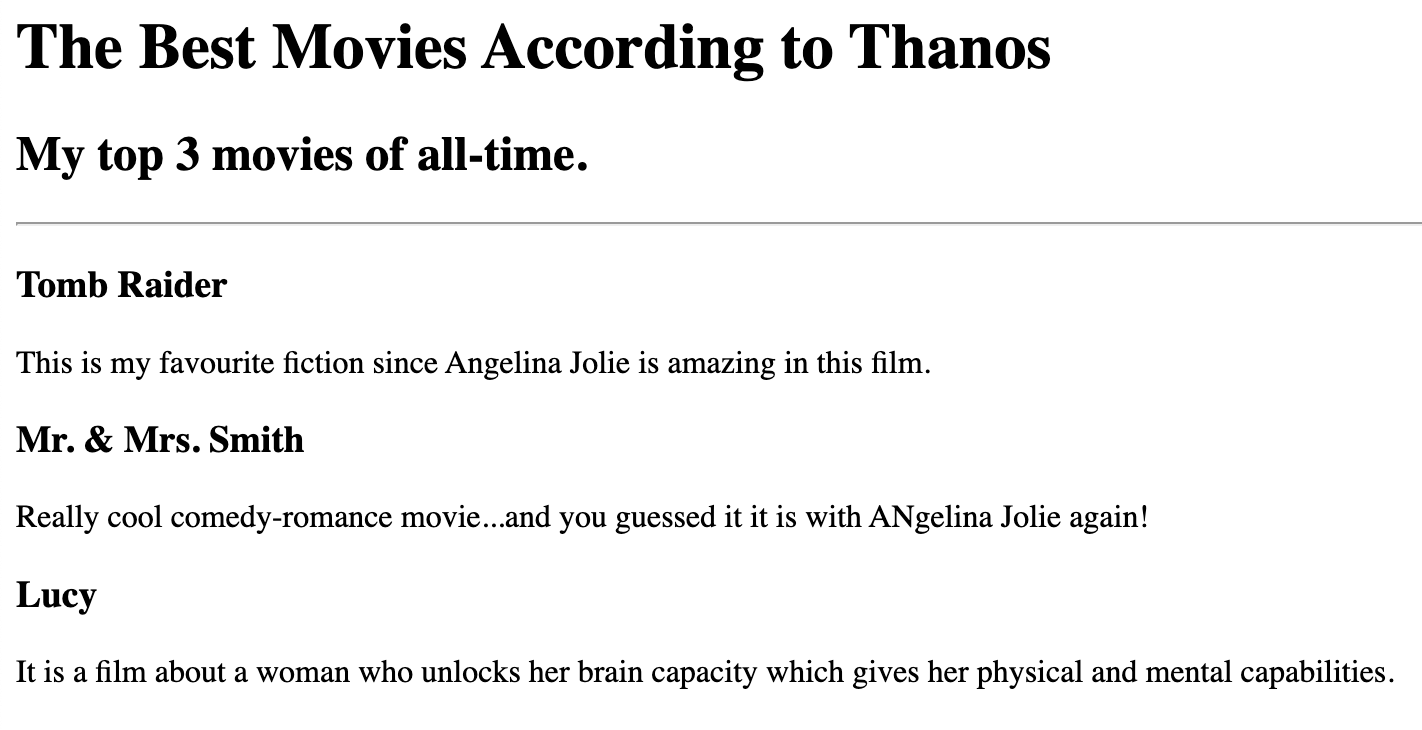 The Best Movies According to Thanos
My top 3 movies of all-time.
Tomb Raider
This is my favourite fiction since Angelina Jolie is amazing in this film.
Mr. & Mrs. Smith
Really cool comedy-romance movie...and you guessed it it is with ANgelina Jolie again!
Lucy
It is a film about a woman who unlocks her brain capacity which gives her physical and mental capabilities.